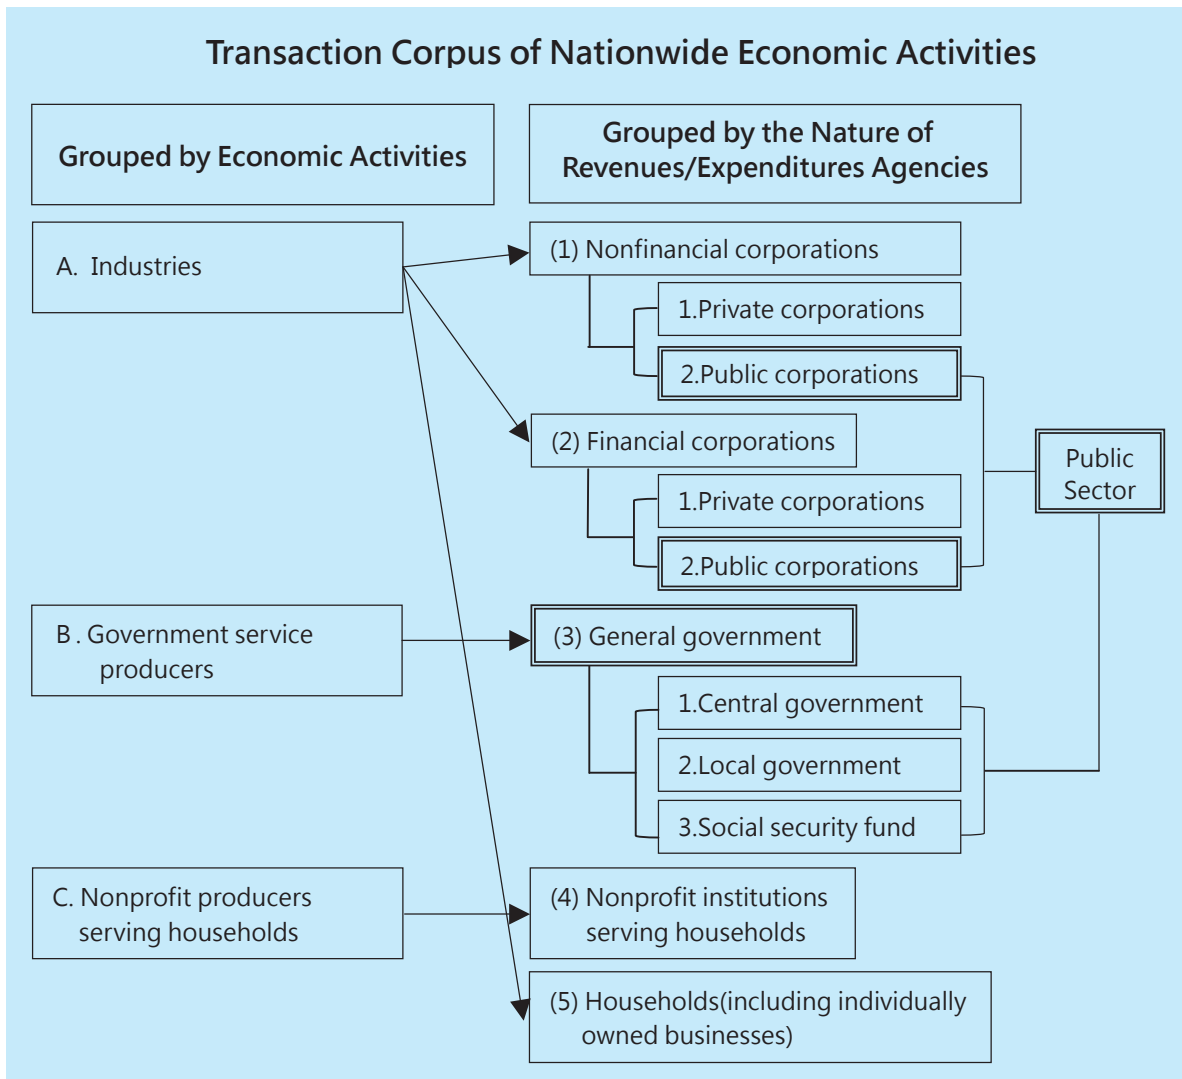 Transaction Corpus of Nationwide Economic Activities
Grouped by Economic Activities
Grouped by the Nature of
Revenues/Expenditures Agencies
A. Industries
(1) Nonfinancial corporations
1.Private corporations
2.Public corporations
(2) Financial corporations
1.Private corporations
2.Public corporations
Public
Sector
B . Government service
producers
(3) General government
1.Central government
2.Local government
3.Social security fund
C. Nonprofit producers
serving households
(4) Nonprofit institutions
serving households
(5) Households(including individually
owned businesses)